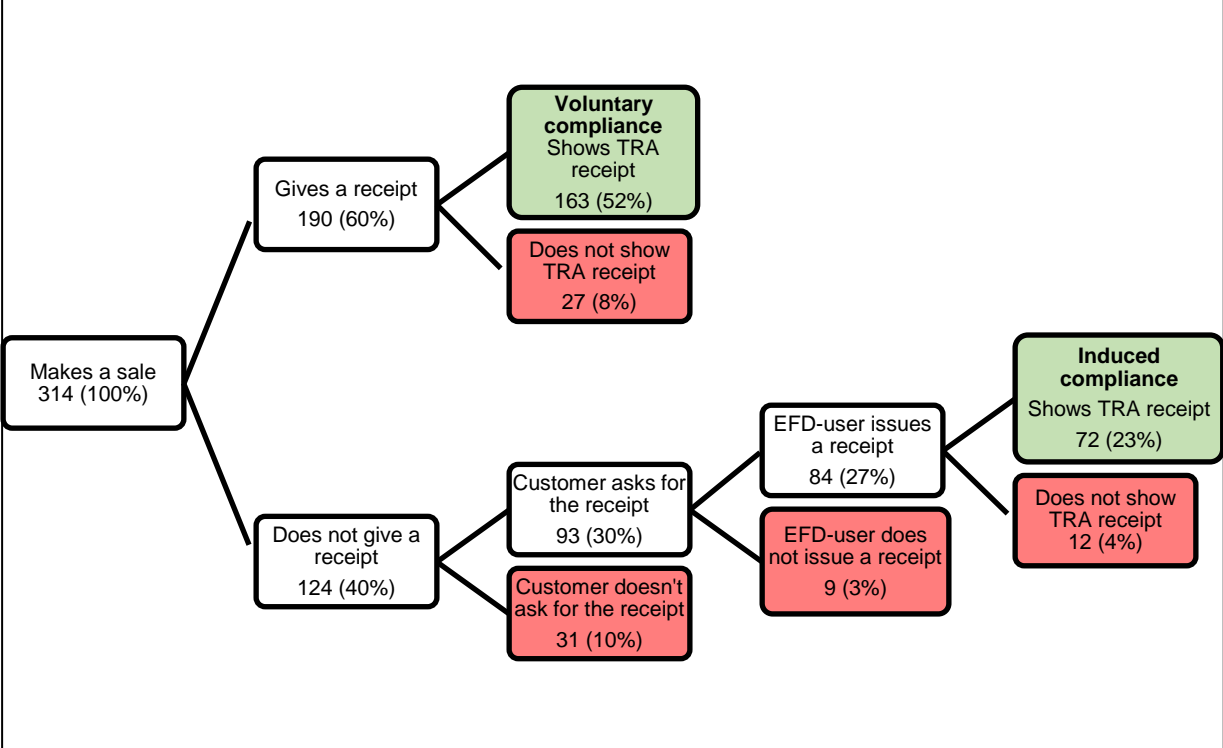 Voluntary
compliance
Shows TRA
receipt
163 (52%)
Gives a receipt
190 (60%)
Does not show
TRA receipt
27 (8%)
Makes a sale
314 (100%)
Induced
compliance
Shows TRA receipt
72 (23%)
EFD-user issues
a receipt
84 (27%)
Customer asks for
the receipt
93 (30%)
Does not show
TRA receipt
12 (4%)
Does not give a
receipt
124 (40%)
EFD-user does
not issue a receipt
9 (3%)
Customer doesn't
ask for the receipt
31 (10%)